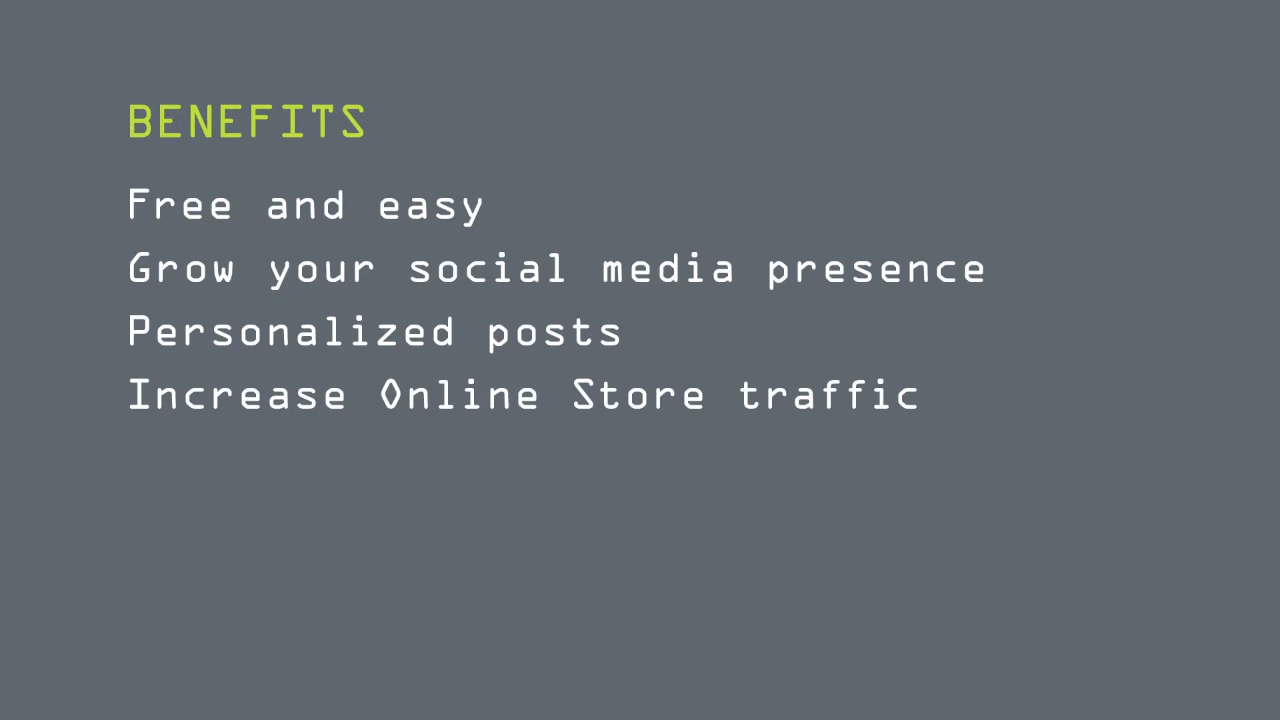 BENEFITS
Free and easy
Grow your social media presence
Personalized posts
Increase Online Store traffic